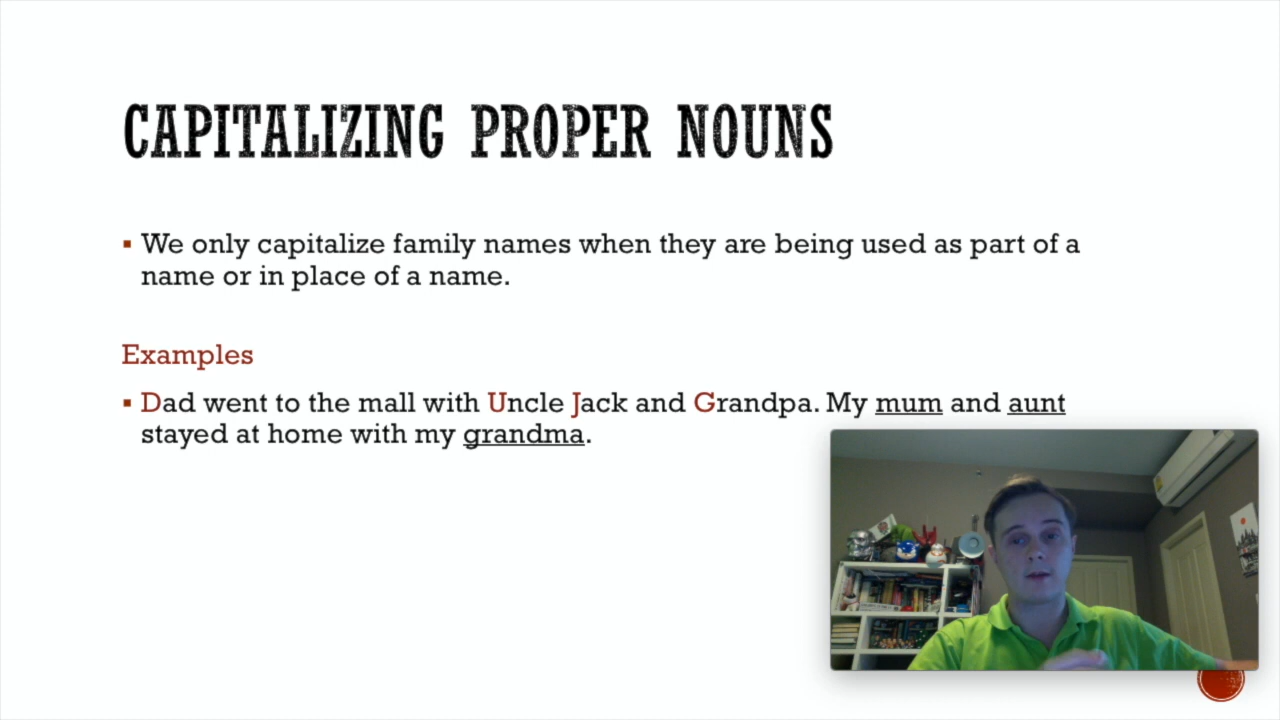 CAPITALIZING PROPER NOUNS
▪ We only capitalize family names when they are being used as part of a
name or in place of a name.
Examples
▪ Dad went to the mall with Uncle Jack and Grandpa. My mum and aunt
stayed at home with my grandma.